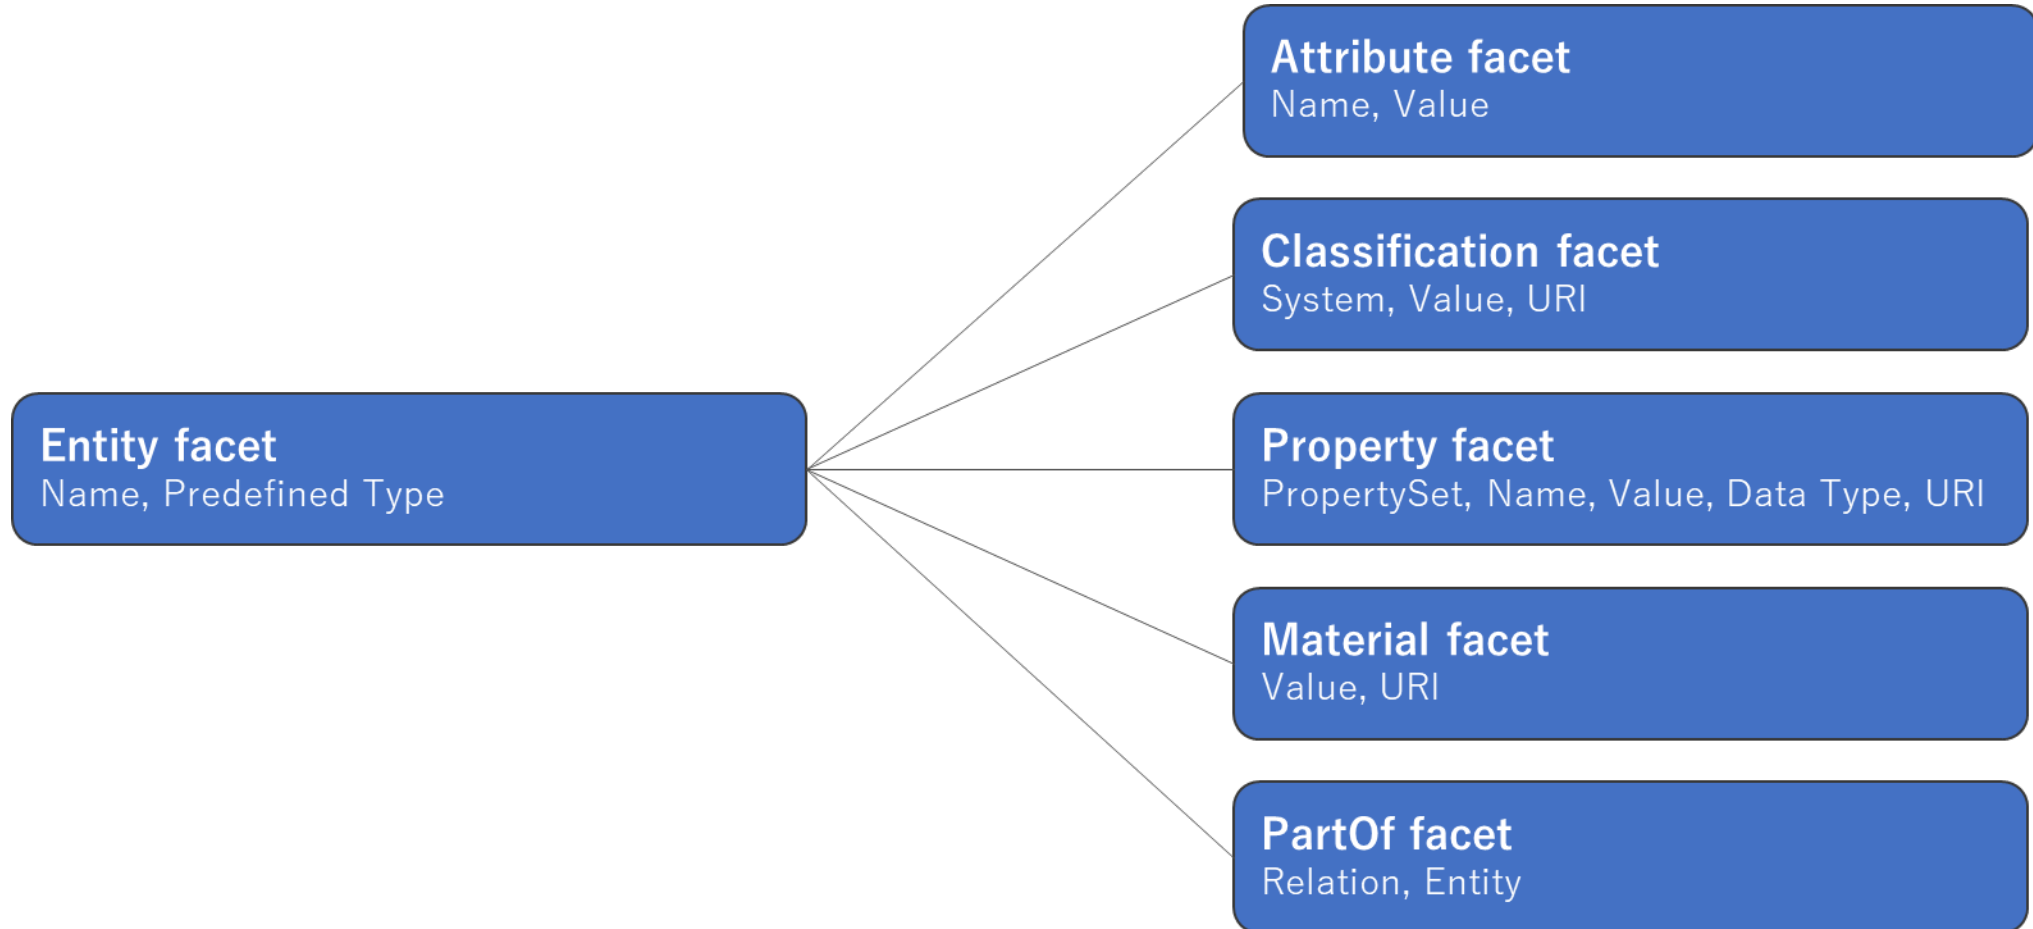 Attribute facet
Name, Value
Classification facet
System, Value, URI
Entity facet
Name, Predefined Type
Property facet
PropertySet, Name, Value, Data Type, URI
Material facet
Value, URI
PartOf facet
Relation, Entity